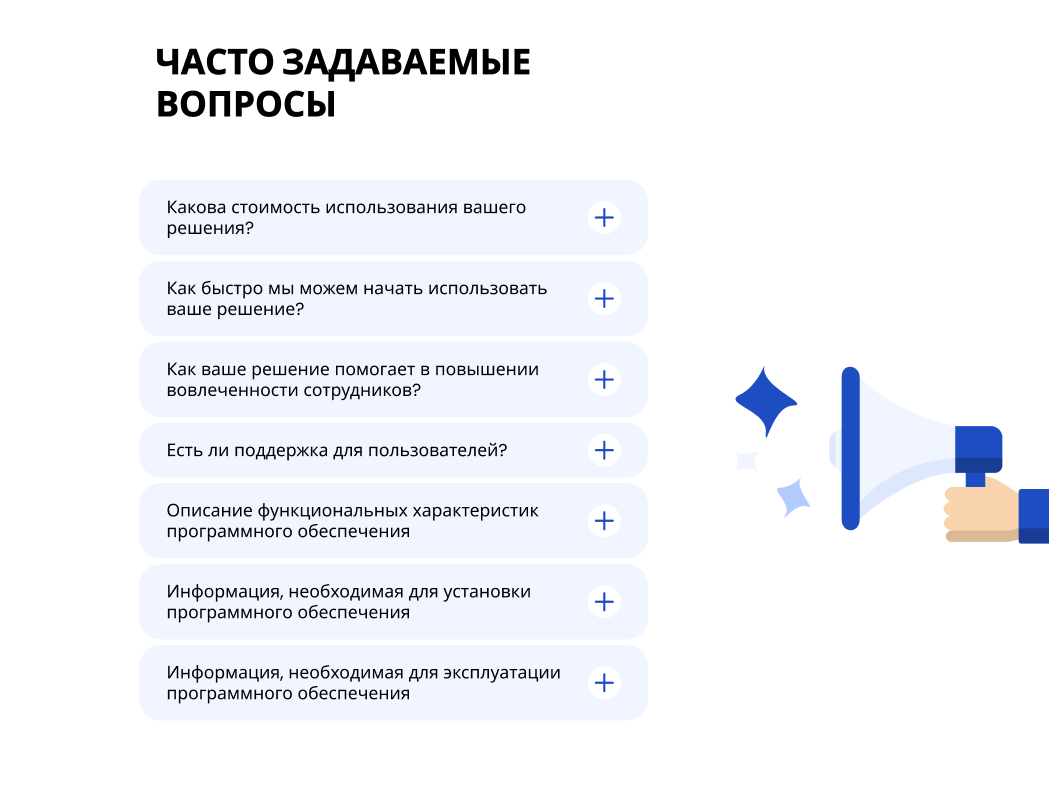 ЧАСТО ЗАДАВАЕМЫЕ
ВОПРОСЫ
Какова стоимость использования вашего
решения?
Как быстро мы можем начать использовать
ваше решение?
Как ваше решение помогает в повышении
вовлеченности сотрудников?
Есть ли поддержка для пользователей?
Описание функциональных характеристик
программного обеспечения
Информация, необходимая для установки
программного обеспечения
Информация, необходимая для эксплуатации
программного обеспечения